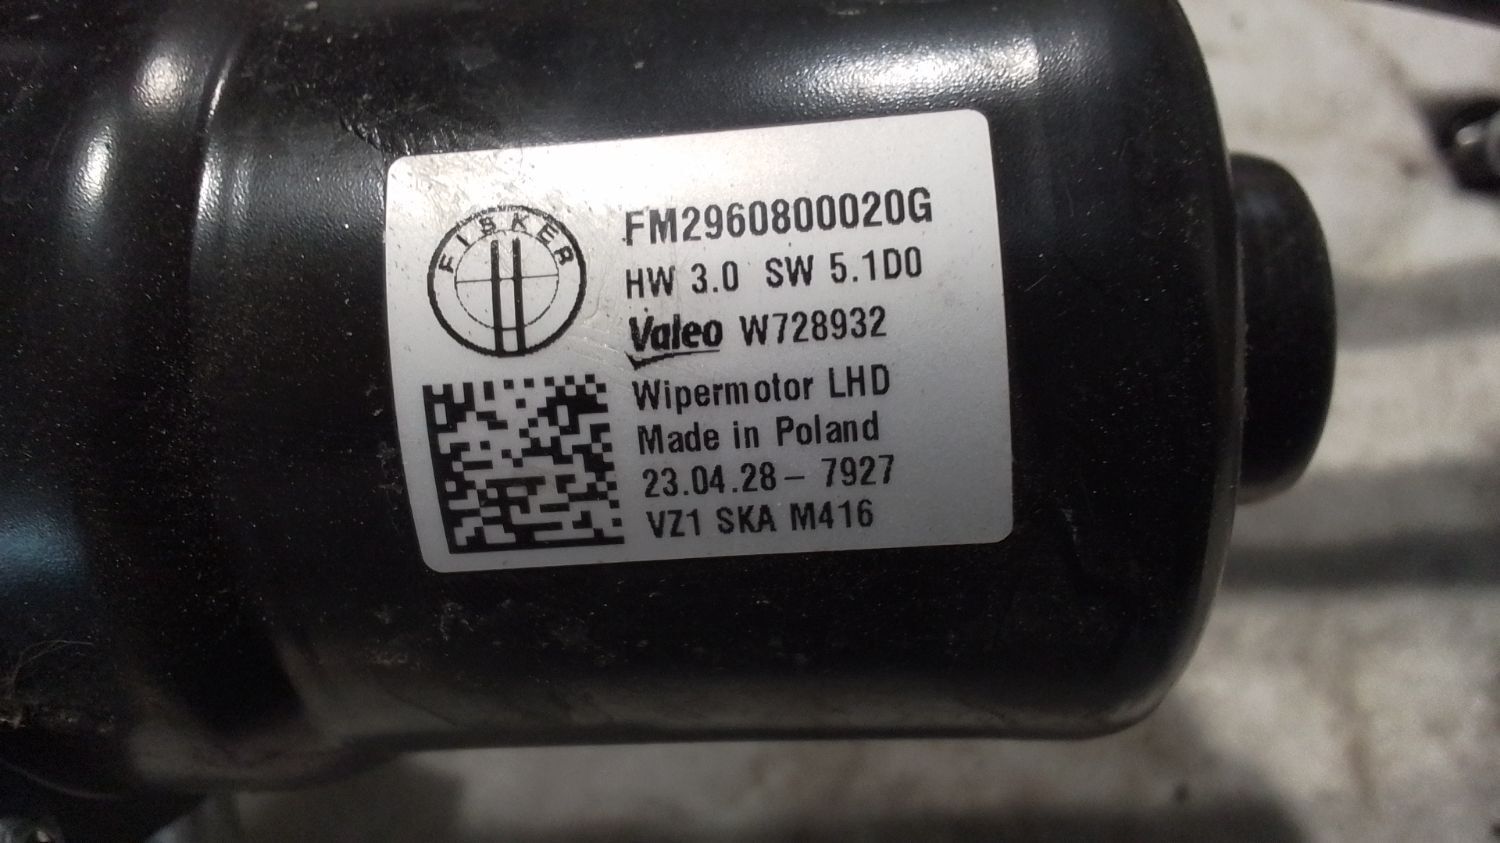 FISKER
FM2960800020G
HW 3.0 SW 5.1D0
Valeo W728932
Wipermotor LHD
Made in Poland
23.04.28- 7927
VZ1 SKA M416